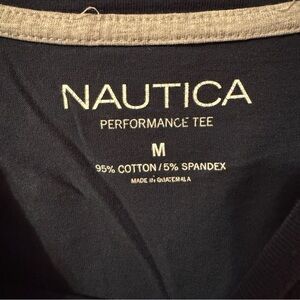 NAUTICA
PERFORMANCE TEE
M
95% COTTON / 5% SPANDEX
MADE IN GUATEMALA